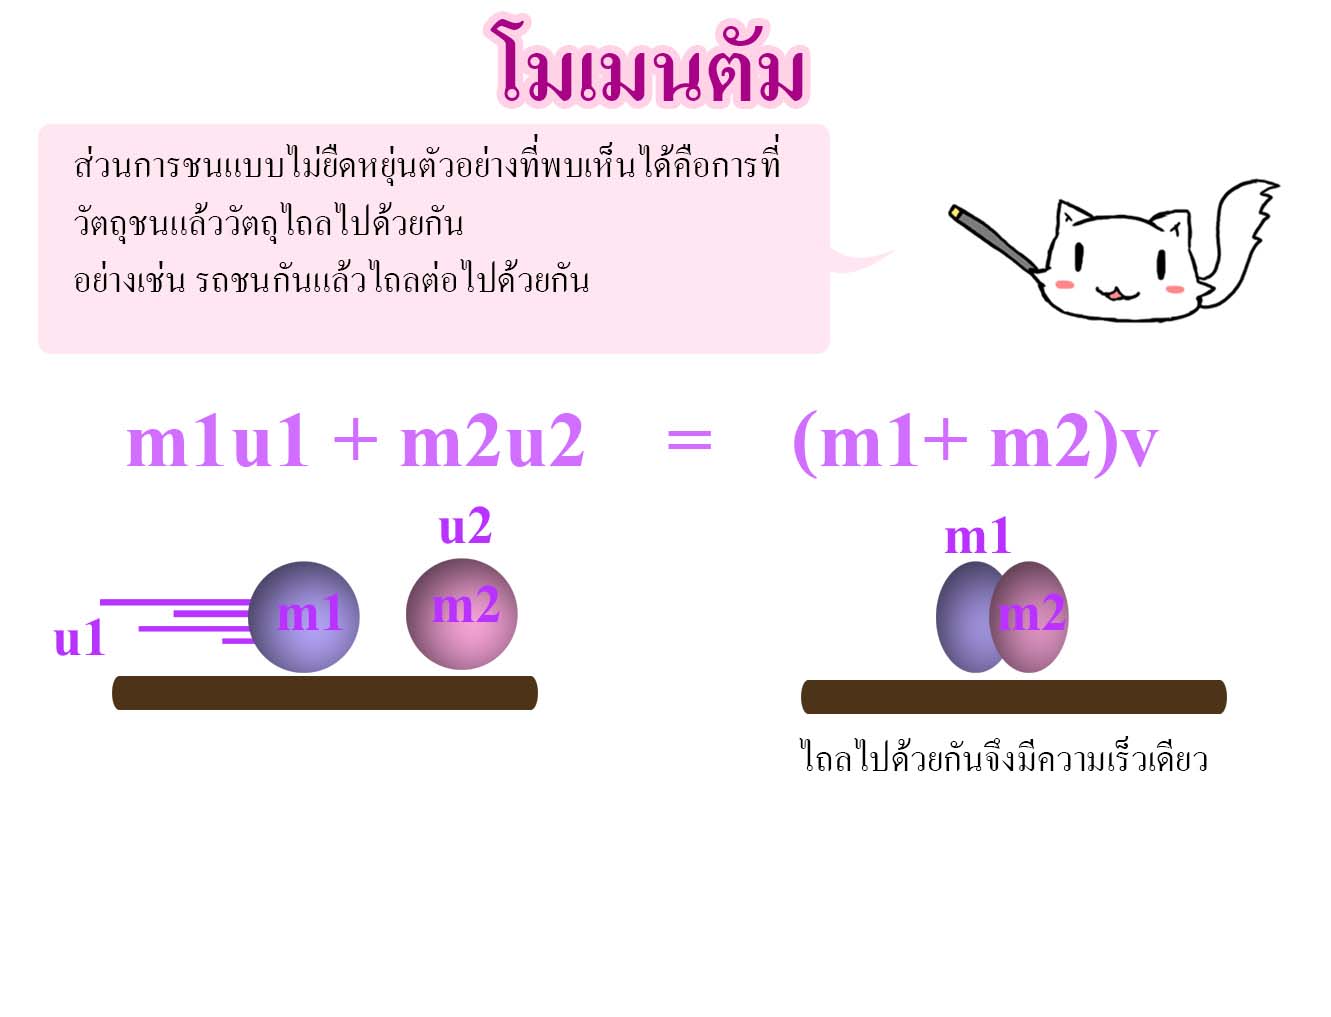 โมเมนตัม
ส่วนการชนแบบไม่ยืดหยุ่นตัวอย่างที่พบเห็นได้คือการที่
วัตถุชนแล้ววัตถุไถลไปด้วยกัน
อย่างเช่น รถชนกันแล้วไถลต่อไปด้วยกัน
m1u1 + m2u2 = (m1+ m2)v
u2
m1
u1
m1
m2
m2
ไถลไปด้วยกันจึงมีความเร็วเดียว